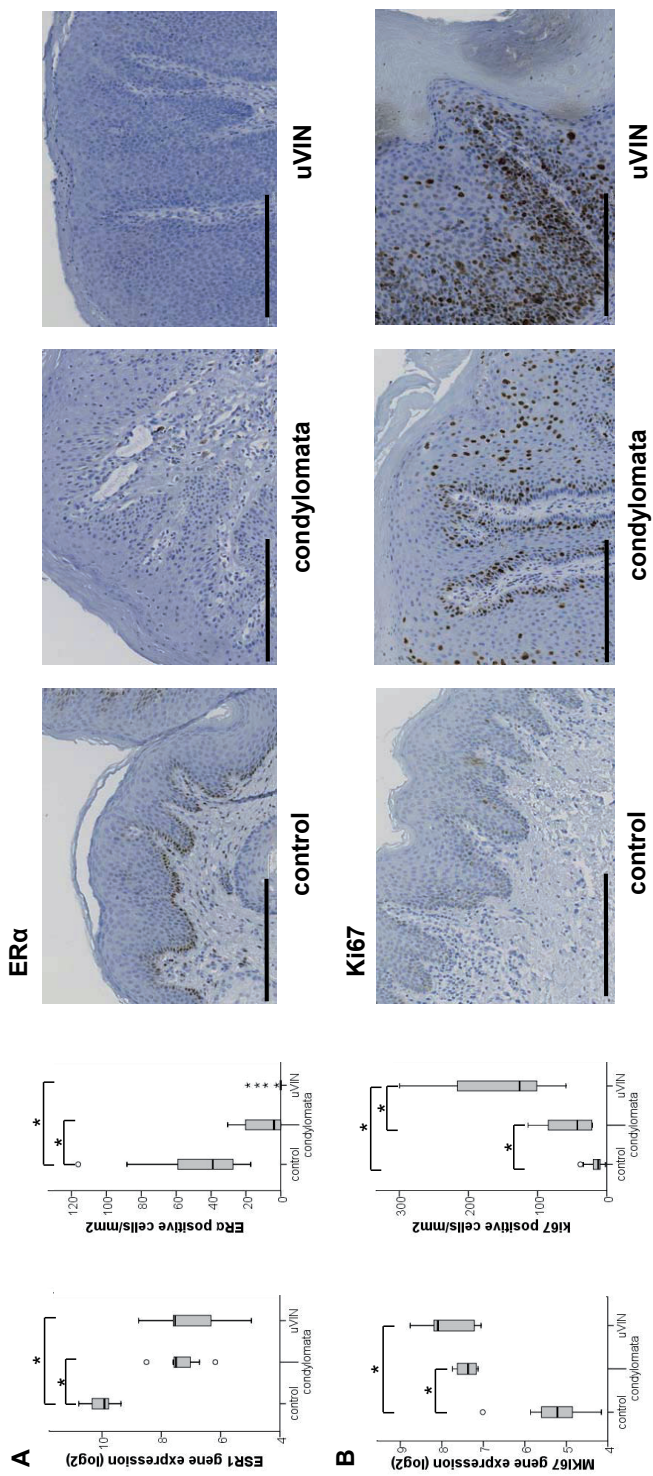 A
ESR1 gene expression (log2)
10
8
6
4
control
condylomata
uVIN
*
*
ERα positive cells/mm2
120
100
80
60
40
20
0
control
condylomata
uVIN
*
*
* * * *
ERα
control
condylomata
uVIN
B
MKI67 gene expression (log2)
9
8
7
6
5
4
control
condylomata
uVIN
*
*
ki67 positive cells/mm2
300
200
100
0
control
condylomata
uVIN
*
*
*
Ki67
control
condylomata
uVIN